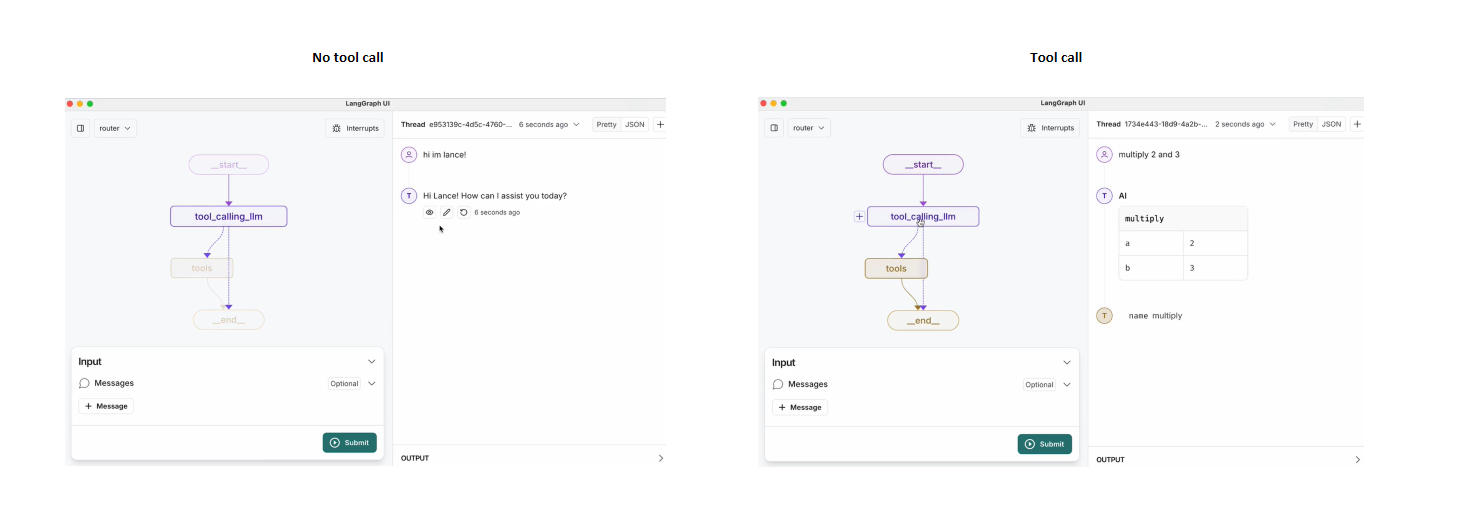 No tool call
LangGraph UI
router
Interrupts
__start__
tool_calling_llm
tools
__end__
Input
Messages
Optional
+ Message
Submit
Thread e953139c-4d5c-4760-... 6 seconds ago
Pretty JSON +
hi im lance!
T Hi Lance! How can I assist you today?
6 seconds ago
OUTPUT
Tool call
LangGraph UI
router
Interrupts
__start__
+ tool_calling_llm
tools
__end__
Input
Messages
Optional
+ Message
Submit
Thread 1734e443-18d9-4a2b-... 2 seconds ago
Pretty JSON +
multiply 2 and 3
T AI
multiply
a 2
b 3
T name multiply
OUTPUT